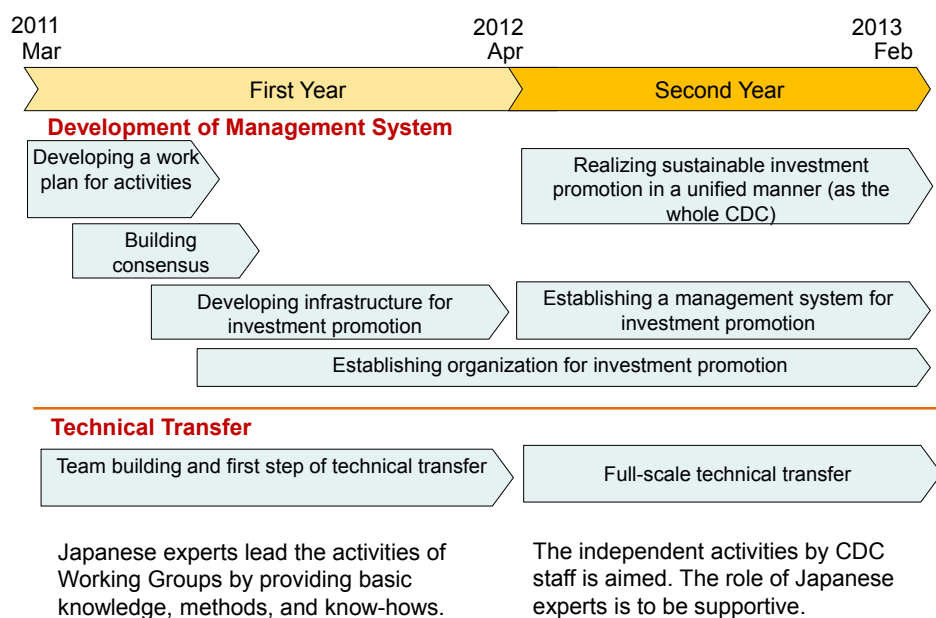 2011
Mar
2012
Apr
2013
Feb
First Year
Second Year
Development of Management System
Developing a work
plan for activities
Realizing sustainable investment
promotion in a unified manner (as the
whole CDC)
Building
consensus
Developing infrastructure for
investment promotion
Establishing a management system for
investment promotion
Establishing organization for investment promotion
Technical Transfer
Team building and first step of technical transfer
Full-scale technical transfer
Japanese experts lead the activities of
Working Groups by providing basic
knowledge, methods, and know-hows.
The independent activities by CDC
staff is aimed. The role of Japanese
experts is to be supportive.